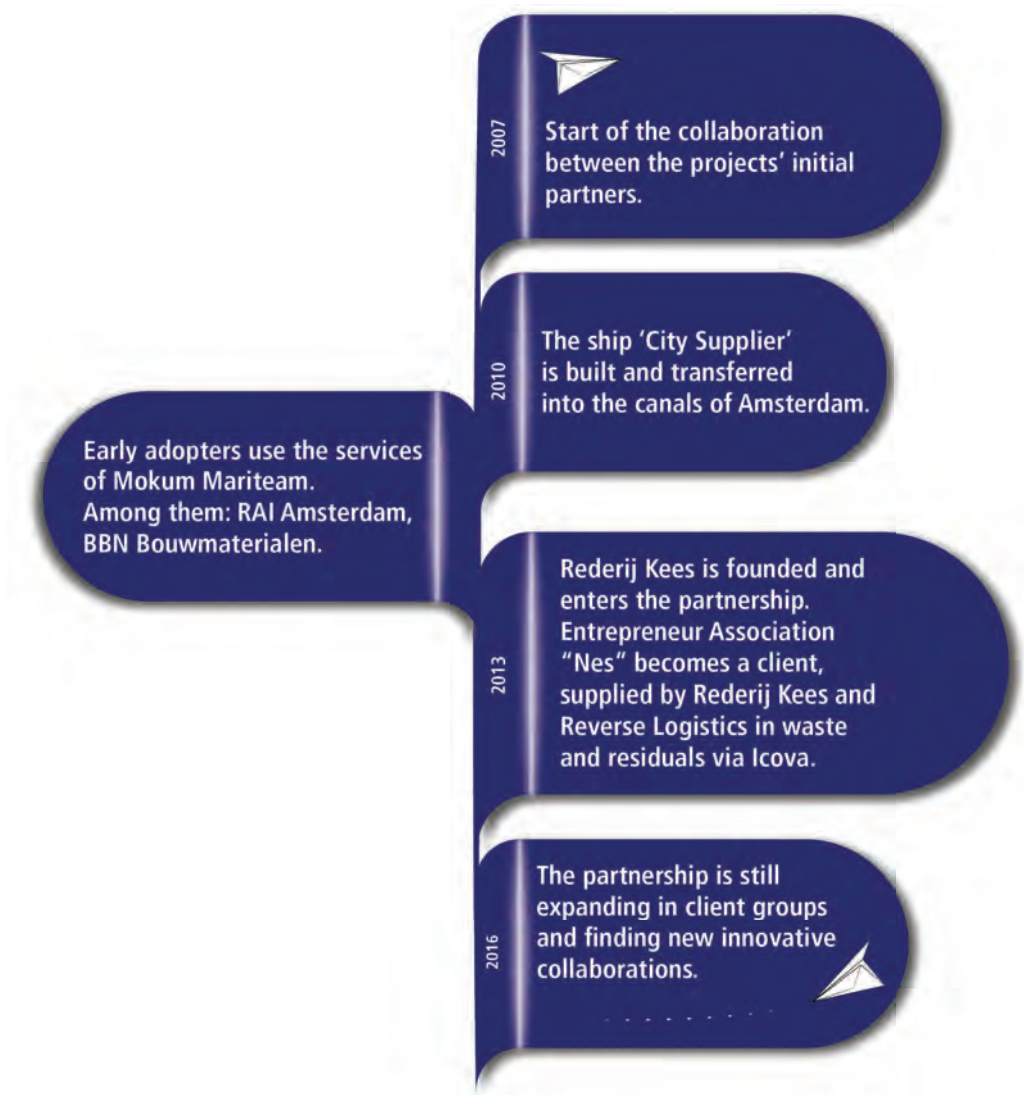 2007
Start of the collaboration
between the projects’ initial
partners.
2010
The ship ‘City Supplier’
is built and transferred
into the canals of Amsterdam.
Early adopters use the services
of Mokum Mariteam.
Among them: RAI Amsterdam,
BBN Bouwmaterialen.
2013
Rederij Kees is founded and
enters the partnership.
Entrepreneur Association
“Nes” becomes a client,
supplied by Rederij Kees and
Reverse Logistics in waste
and residuals via Icova.
2016
The partnership is still
expanding in client groups
and finding new innovative
collaborations.